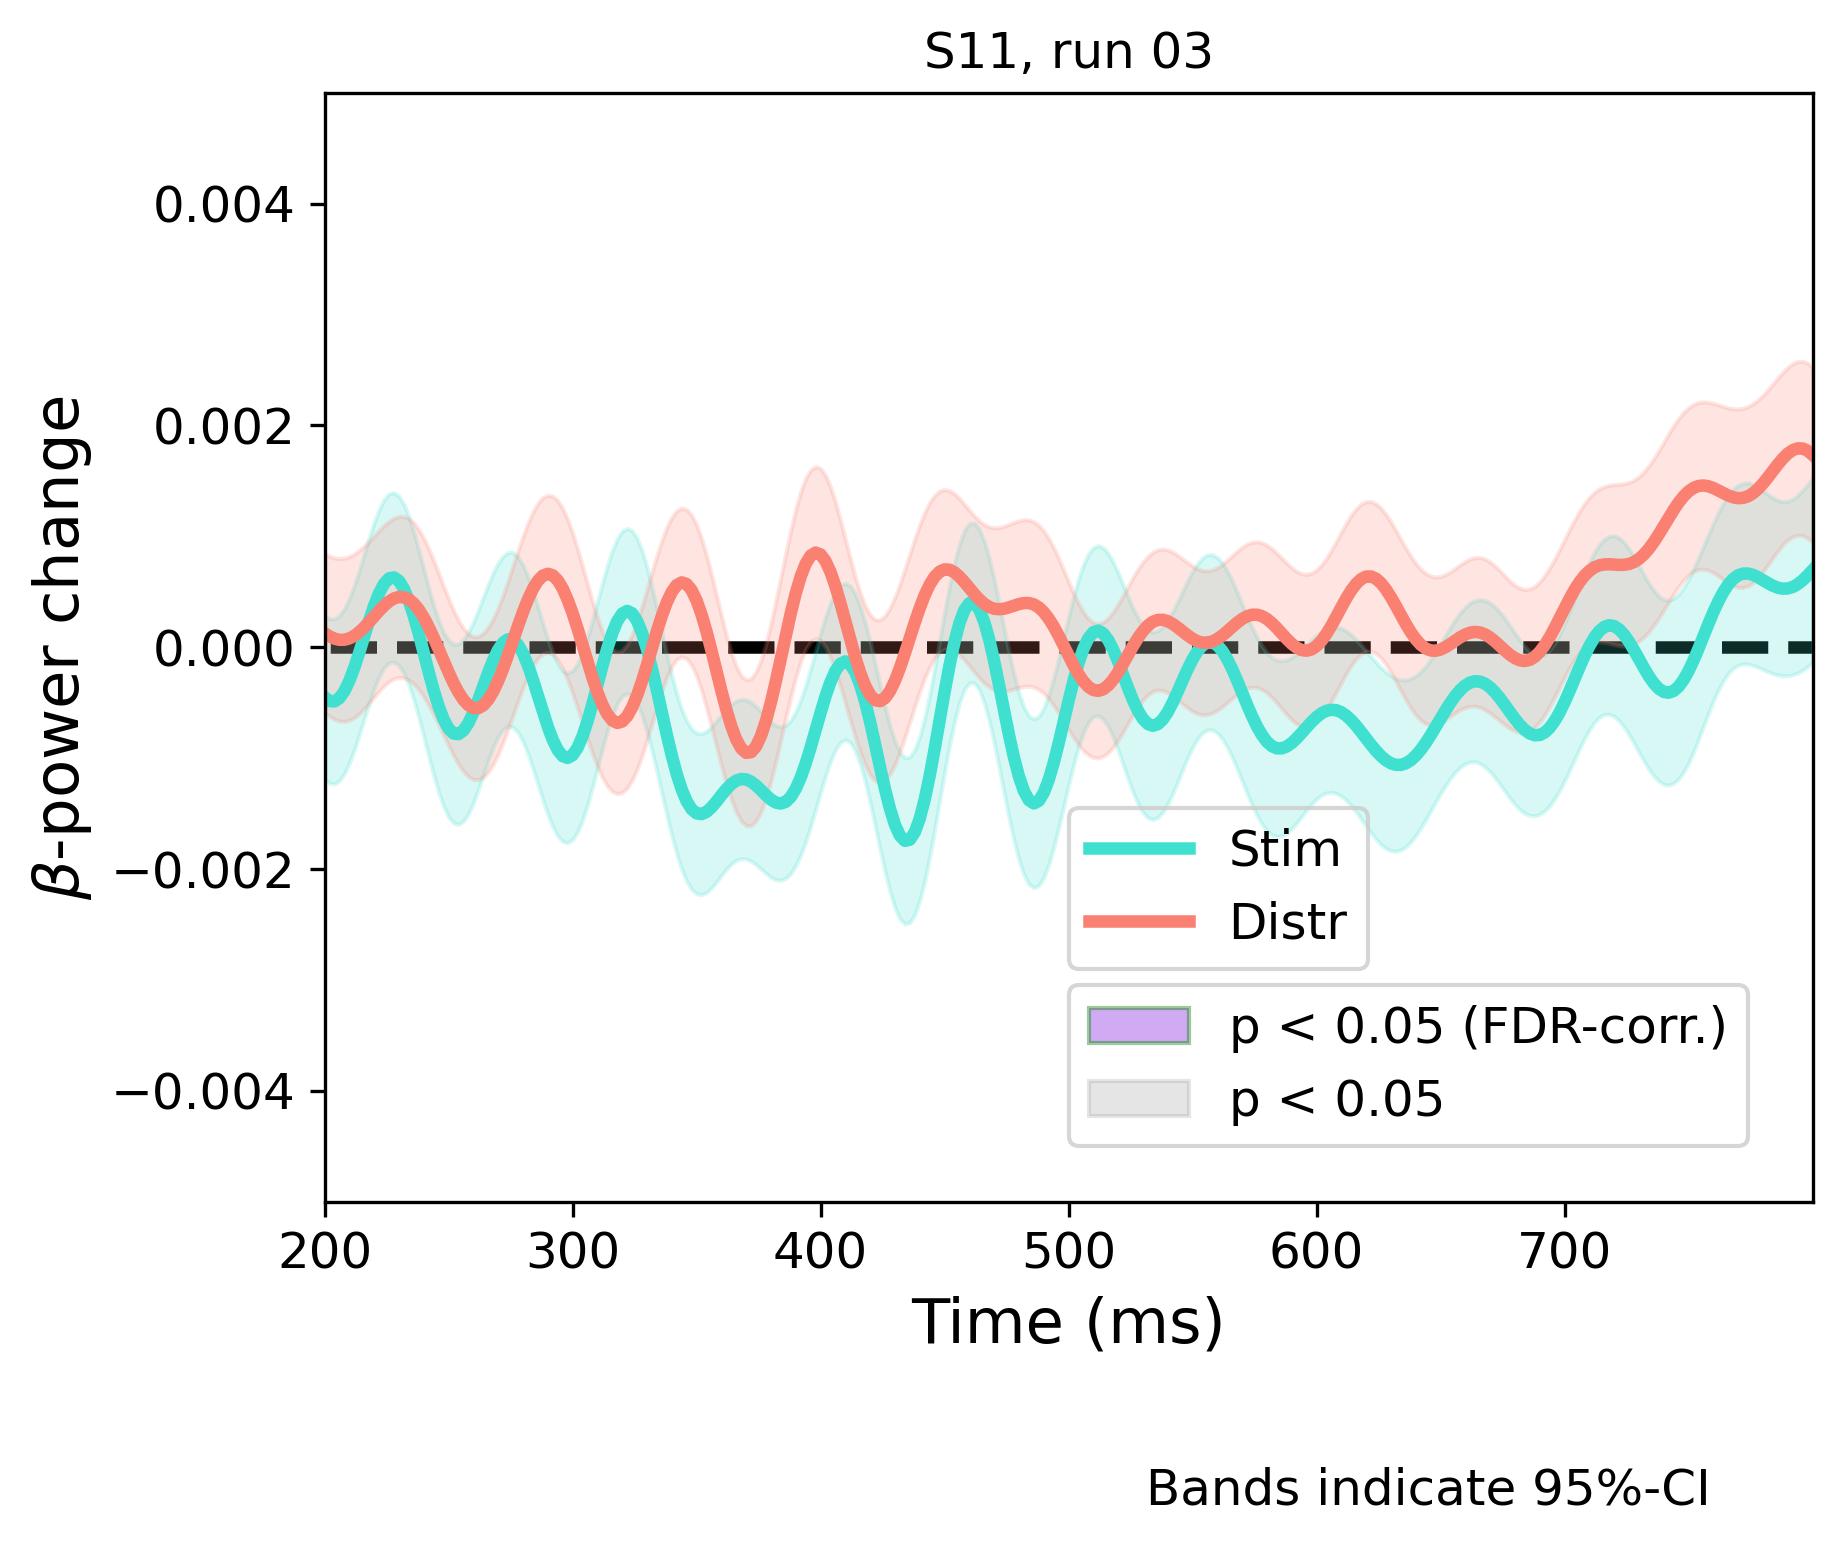 S11, run 03
β-power change
0.004
0.002
0.000
−0.002
−0.004
Stim
Distr
p < 0.05 (FDR-corr.)
p < 0.05
200 300 400 500 600 700
Time (ms)
Bands indicate 95%-CI